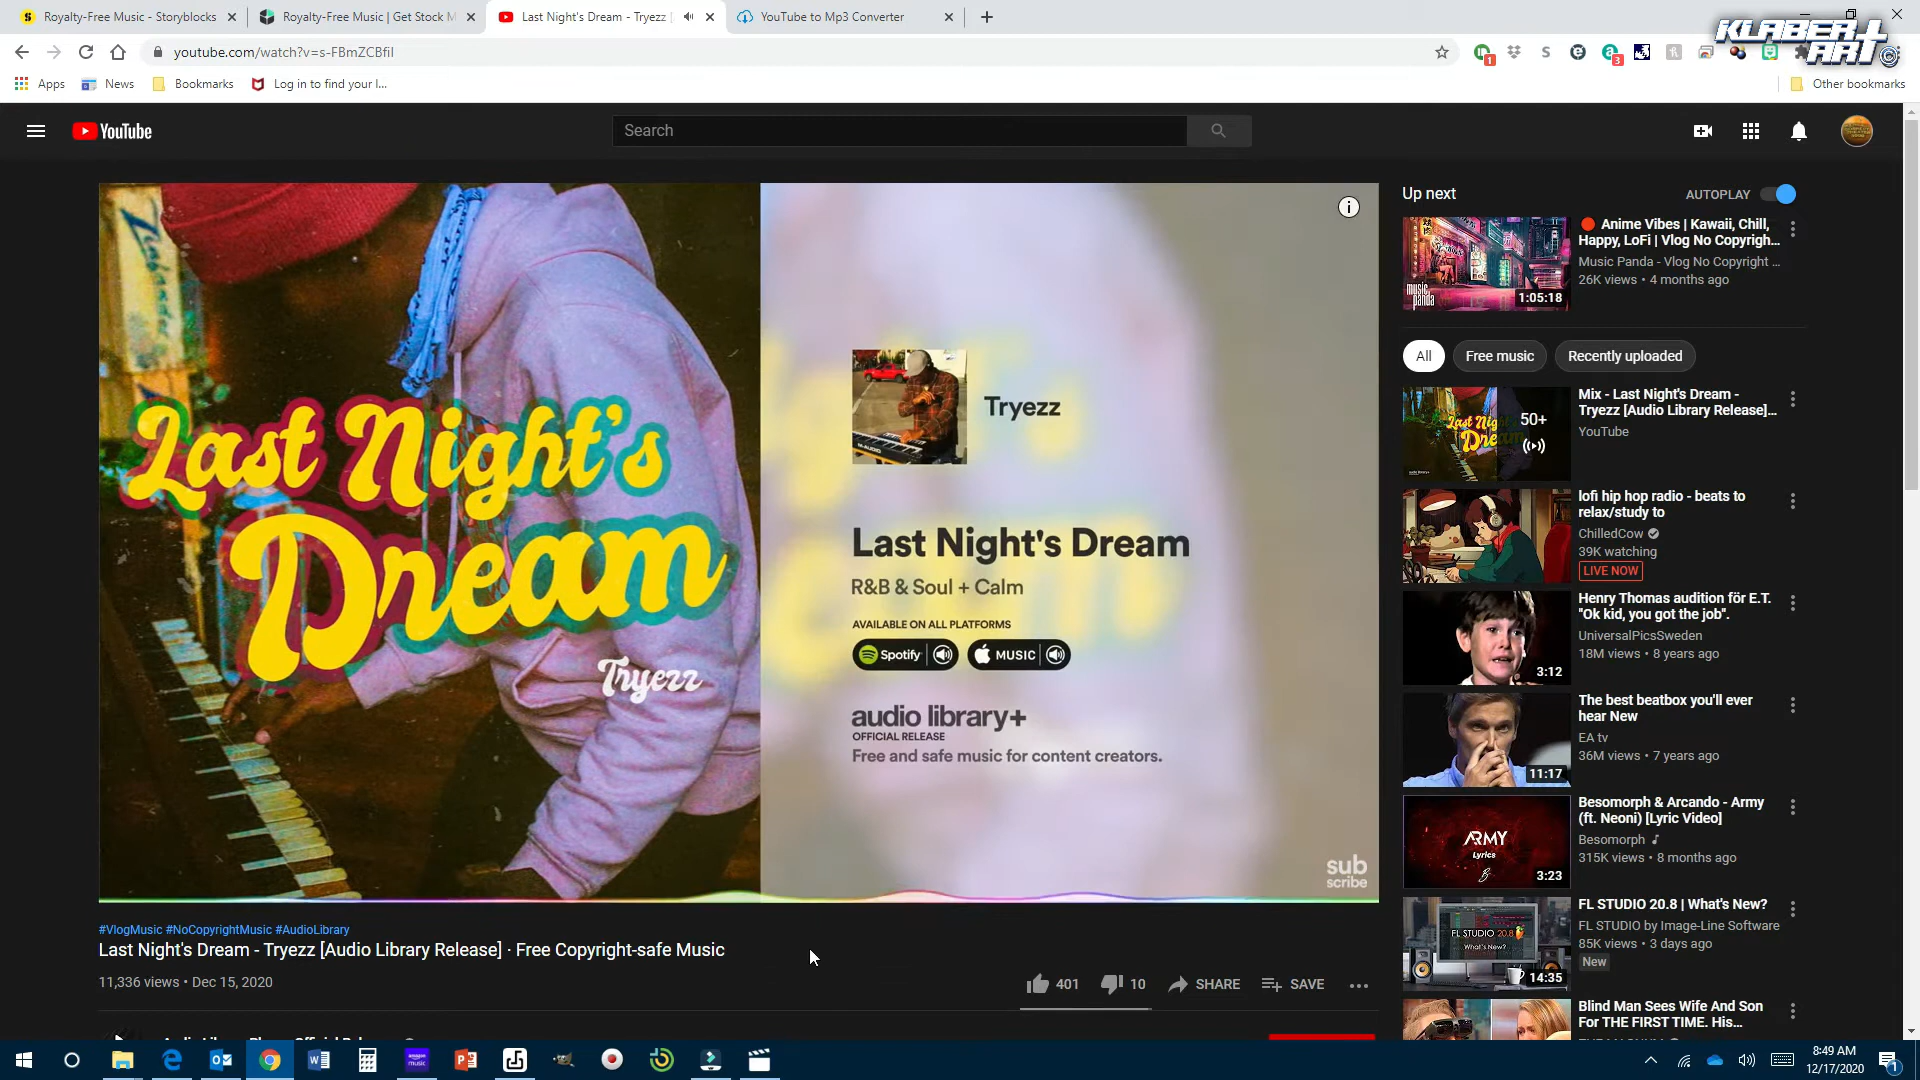 Royalty-Free Music - Storyblocks
Royalty-Free Music | Get Stock M
Last Night's Dream - Tryezz [
YouTube to Mp3 Converter
KLABER+
ART ©
youtube.com/watch?v=s-FBmZCBfiI
1
S
3
Apps
News
Bookmarks
Log in to find your l...
Other bookmarks
YouTube
Search
Last Night's
Dream
Tryezz
Tryezz
Last Night's Dream
R&B & Soul + Calm
AVAILABLE ON ALL PLATFORMS
Spotify
MUSIC
audio library+
OFFICIAL RELEASE
Free and safe music for content creators.
sub
scribe
#VlogMusic #NoCopyrightMusic #AudioLibrary
Last Night's Dream - Tryezz [Audio Library Release] · Free Copyright-safe Music
11,336 views • Dec 15, 2020
401
10
SHARE
SAVE
Up next
AUTOPLAY
Anime Vibes | Kawaii, Chill,
Happy, LoFi | Vlog No Copyrigh...
Music Panda - Vlog No Copyright ...
26K views • 4 months ago
music
panda
1:05:18
All
Free music
Recently uploaded
Mix - Last Night's Dream -
Tryezz [Audio Library Release]...
YouTube
50+
lofi hip hop radio - beats to
relax/study to
ChilledCow
39K watching
LIVE NOW
Henry Thomas audition för E.T.
"Ok kid, you got the job".
UniversalPicsSweden
18M views • 8 years ago
3:12
The best beatbox you'll ever
hear New
EA tv
36M views • 7 years ago
11:17
Besomorph & Arcando - Army
(ft. Neoni) [Lyric Video]
Besomorph
315K views • 8 months ago
ARMY
Lyrics
3:23
FL STUDIO 20.8 | What's New?
FL STUDIO by Image-Line Software
85K views • 3 days ago
New
FL STUDIO 20.8
What's New?
14:35
Blind Man Sees Wife And Son
For THE FIRST TIME. His...
8:49 AM
12/17/2020
1